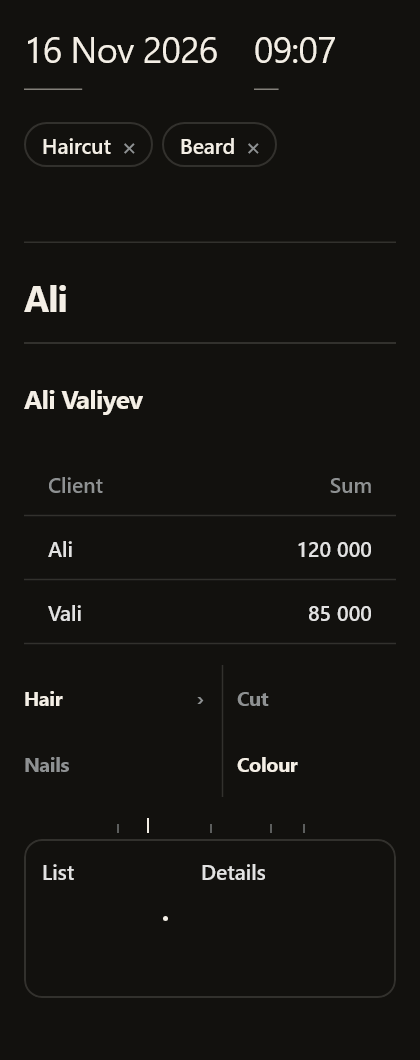 16 Nov 2026 09:07
Haircut × Beard ×
Ali
Ali Valiyev
Client Sum
Ali 120 000
Vali 85 000
Hair › Cut
Nails Colour
List Details